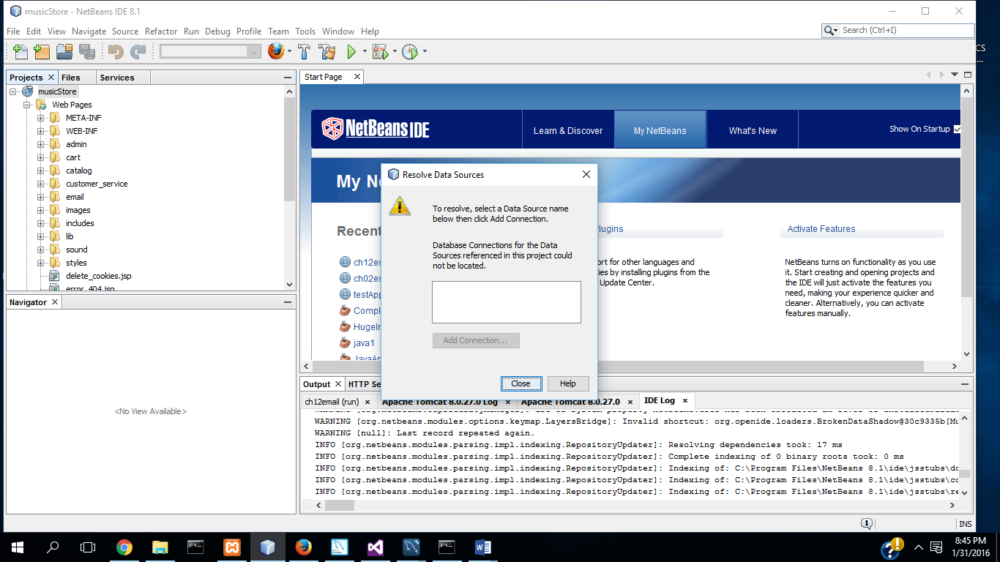 musicStore - NetBeans IDE 8.1
File Edit View Navigate Source Refactor Run Debug Profile Team Tools Window Help
Search (Ctrl+I)
CS
...
Projects Files Services
musicStore
Web Pages
META-INF
WEB-INF
admin
cart
catalog
customer_service
email
images
includes
lib
sound
styles
delete_cookies.jsp
error_404.jsp
Navigator
<No View Available>
Start Page
NetBeans IDE
Learn & Discover
My NetBeans
What's New
Show On Startup
My Ne
Recent
ch12em
ch02en
testApp
Compl
HugeIn
java1
JavaAp
Plugins
ort for other languages and
ies by installing plugins from the
Update Center.
Activate Features
NetBeans turns on functionality as you use
it. Start creating and opening projects and
the IDE will just activate the features you
need, making your experience quicker and
cleaner. Alternatively, you can activate
features manually.
Resolve Data Sources
To resolve, select a Data Source name
below then click Add Connection.
Database Connections for the Data
Sources referenced in this project could
not be located.
Add Connection...
Close
Help
Output HTTP Se
ch12email (run) Apache Tomcat 8.0.27.0 Log Apache Tomcat 8.0.27.0 IDE Log
WARNING [org.netbeans.modules.options.keymap.LayersBridge]: Invalid shortcut: org.openide.loaders.BrokenDataShadow@30c9335b[Mu
WARNING [null]: Last record repeated again.
INFO [org.netbeans.modules.parsing.impl.indexing.RepositoryUpdater]: Resolving dependencies took: 17 ms
INFO [org.netbeans.modules.parsing.impl.indexing.RepositoryUpdater]: Complete indexing of 0 binary roots took: 0 ms
INFO [org.netbeans.modules.parsing.impl.indexing.RepositoryUpdater]: Indexing of: C:\Program Files\NetBeans 8.1\ide\jsstubs\do
INFO [org.netbeans.modules.parsing.impl.indexing.RepositoryUpdater]: Indexing of: C:\Program Files\NetBeans 8.1\ide\jsstubs\co
INFO [org.netbeans.modules.parsing.impl.indexing.RepositoryUpdater]: Indexing of: C:\Program Files\NetBeans 8.1\ide\jsstubs\re
1
INS
8:45 PM
1/31/2016